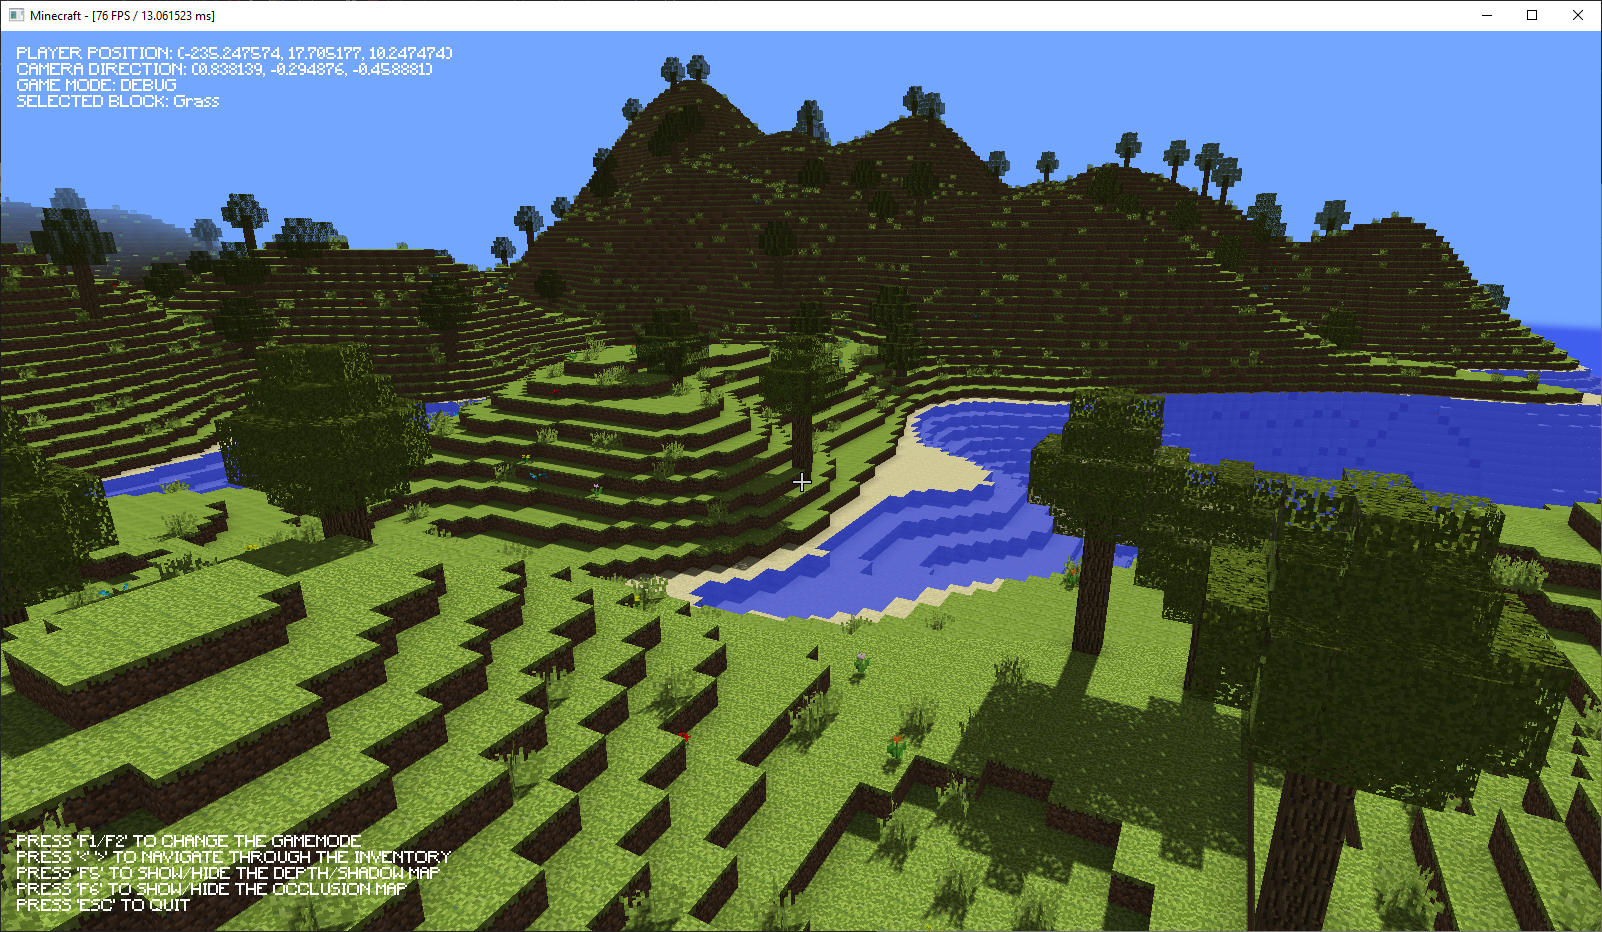 Minecraft - [76 FPS / 13.061523 ms]
PLAYER POSITION: (-235.247574, 17.705177, 10.247474)
CAMERA DIRECTION: (0.838139, -0.294876, -0.458881)
GAME MODE: DEBUG
SELECTED BLOCK: Grass
PRESS 'F1/F2' TO CHANGE THE GAMEMODE
PRESS '<' '>' TO NAVIGATE THROUGH THE INVENTORY
PRESS 'F5' TO SHOW/HIDE THE DEPTH/SHADOW MAP
PRESS 'F6' TO SHOW/HIDE THE OCCLUSION MAP
PRESS 'ESC' TO QUIT